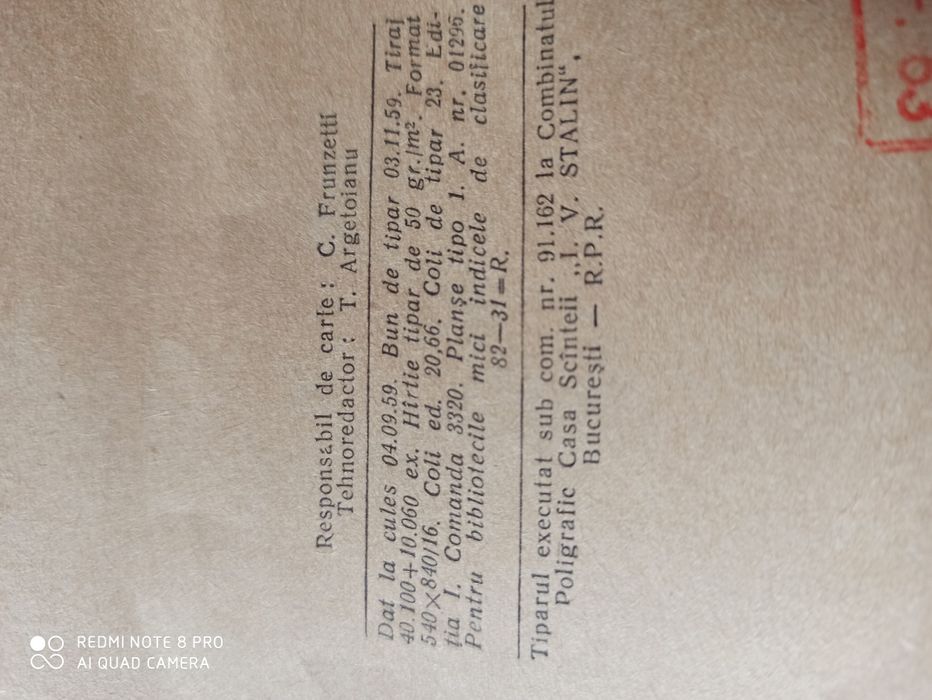 Responsabil de carte: C. Frunzetti
Tehnoredactor: T. Argetoianu
Dat la cules 04.09.59. Bun de tipar 03.11.59. Tiraj
40.100+10.060 ex. Hîrtie tipar de 50 gr./m². Format
540×840/16. Coli ed. 20,66. Coli de tipar 23. Edi-
ția I. Comanda 3320. Planșe tipo 1. A. nr. 01296.
Pentru bibliotecile mici indicele de clasificare
82—31=R.
Tiparul executat sub com. nr. 91.162 la Combinatul
Poligrafic Casa Scînteii „I. V. STALIN“,
București — R.P.R.
63
REDMI NOTE 8 PRO
AI QUAD CAMERA